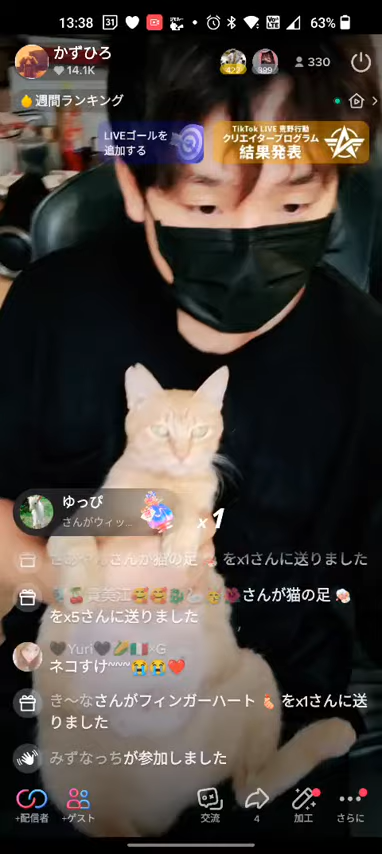 13:38 31 Vo LTE 63%
かずひろ
14.1K
429 399 330
週間ランキング
LIVEゴールを
追加する
TikTok LIVE 荒野行動
クリエイタープログラム
結果発表
ゆっぴ
さんがウィッ...
x1
さんが猫の足 をx1さんに送りました
さんが猫の足
をx5さんに送りました
Yuri G
ネコすけ~~~😭😭❤️
き〜なさんがフィンガーハート をx1さんに送
りました
みずなっちが参加しました
+配信者 +ゲスト 交流 4 加工 さらに